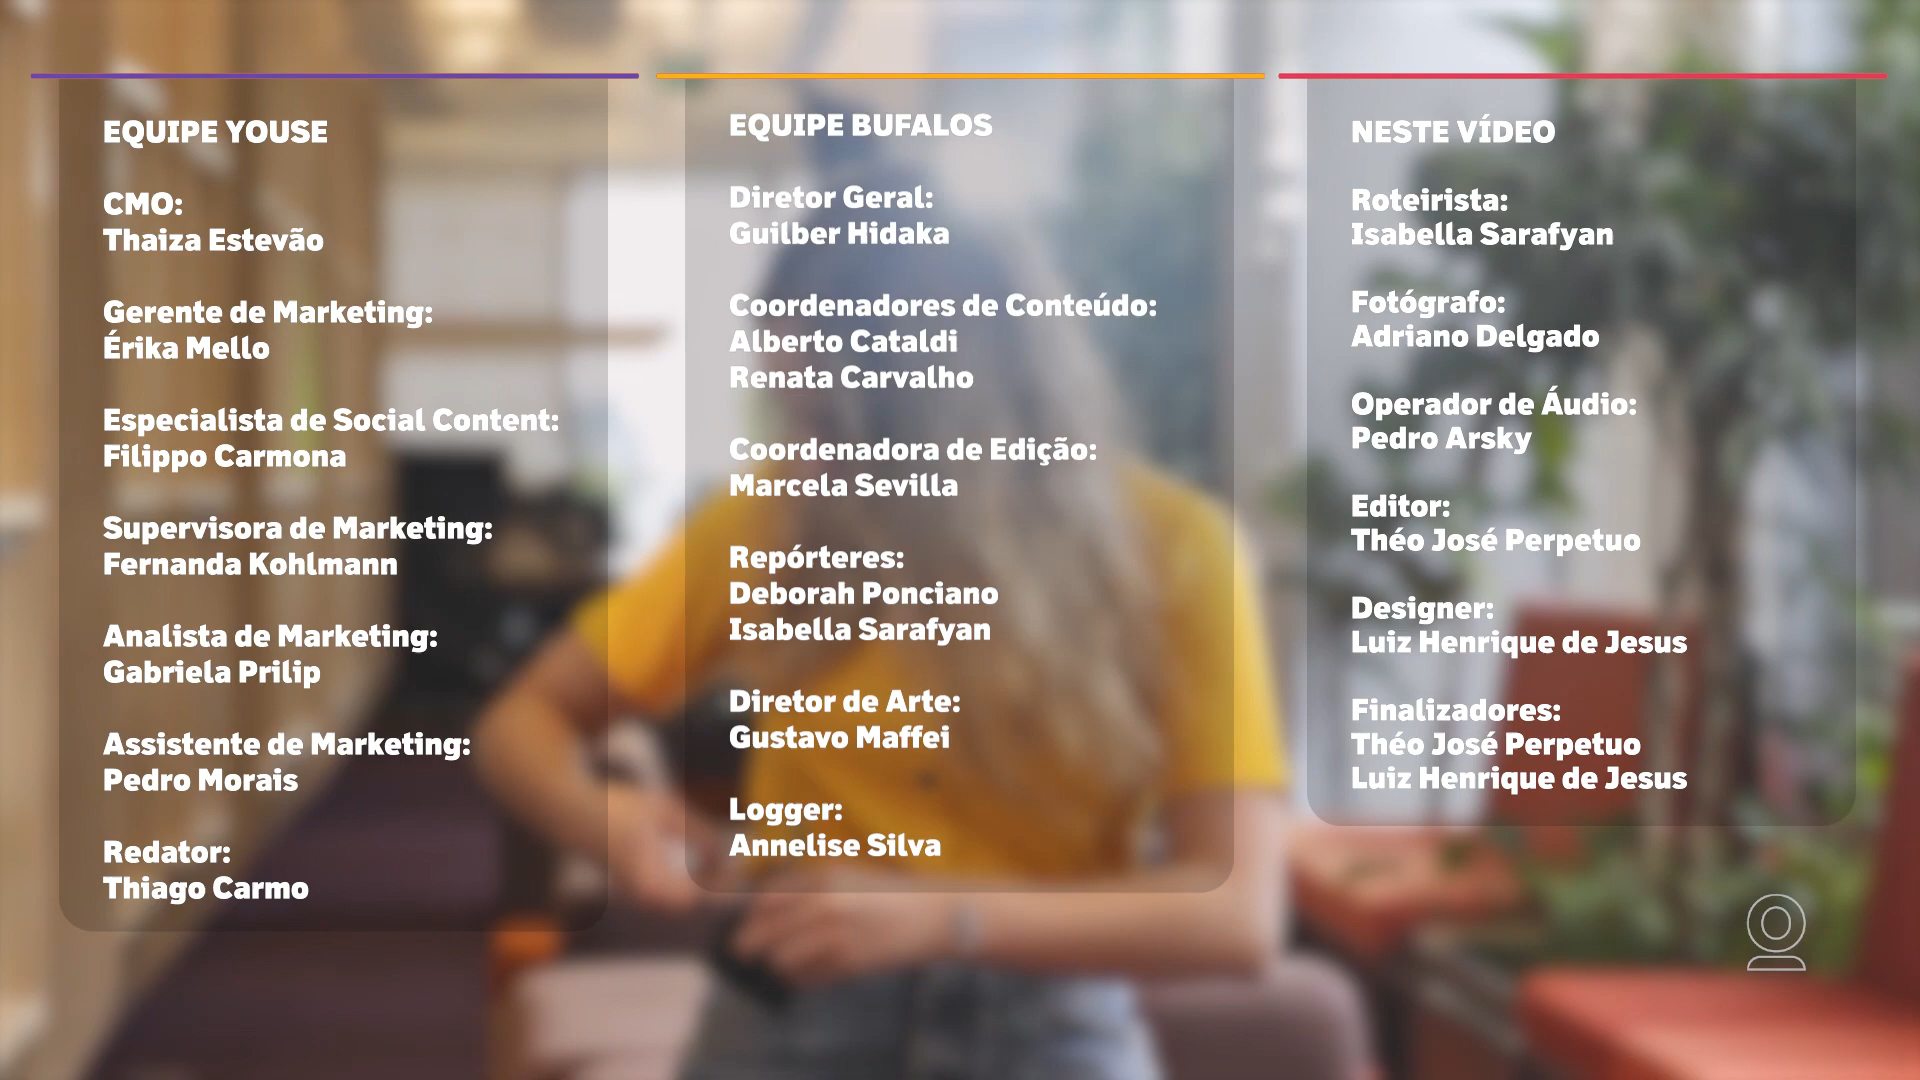 EQUIPE YOUSE
CMO:
Thaiza Estevão
Gerente de Marketing:
Érika Mello
Especialista de Social Content:
Filippo Carmona
Supervisora de Marketing:
Fernanda Kohlmann
Analista de Marketing:
Gabriela Prilip
Assistente de Marketing:
Pedro Morais
Redator:
Thiago Carmo
EQUIPE BUFALOS
Diretor Geral:
Guilber Hidaka
Coordenadores de Conteúdo:
Alberto Cataldi
Renata Carvalho
Coordenadora de Edição:
Marcela Sevilla
Repórteres:
Deborah Ponciano
Isabella Sarafyan
Diretor de Arte:
Gustavo Maffei
Logger:
Annelise Silva
NESTE VÍDEO
Roteirista:
Isabella Sarafyan
Fotógrafo:
Adriano Delgado
Operador de Áudio:
Pedro Arsky
Editor:
Théo José Perpetuo
Designer:
Luiz Henrique de Jesus
Finalizadores:
Théo José Perpetuo
Luiz Henrique de Jesus